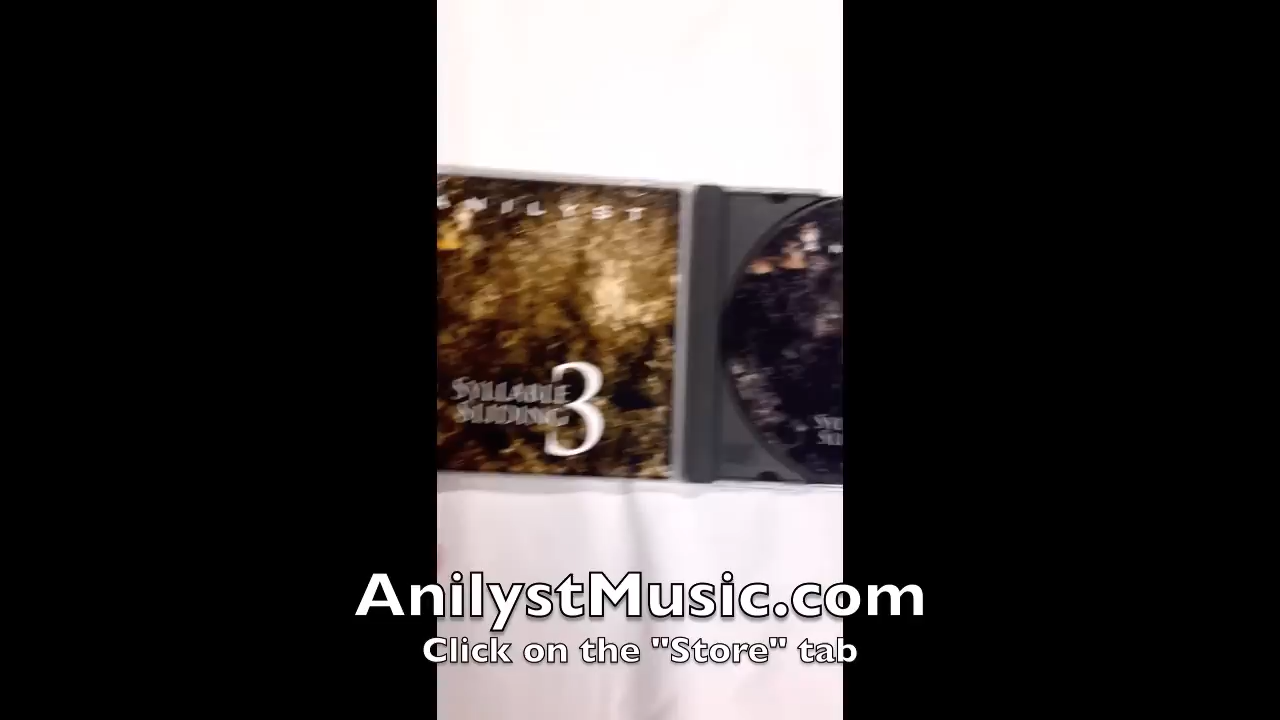 ANILYST
SYLLABLE
SLIDING 3
AnilystMusic.com
Click on the "Store" tab